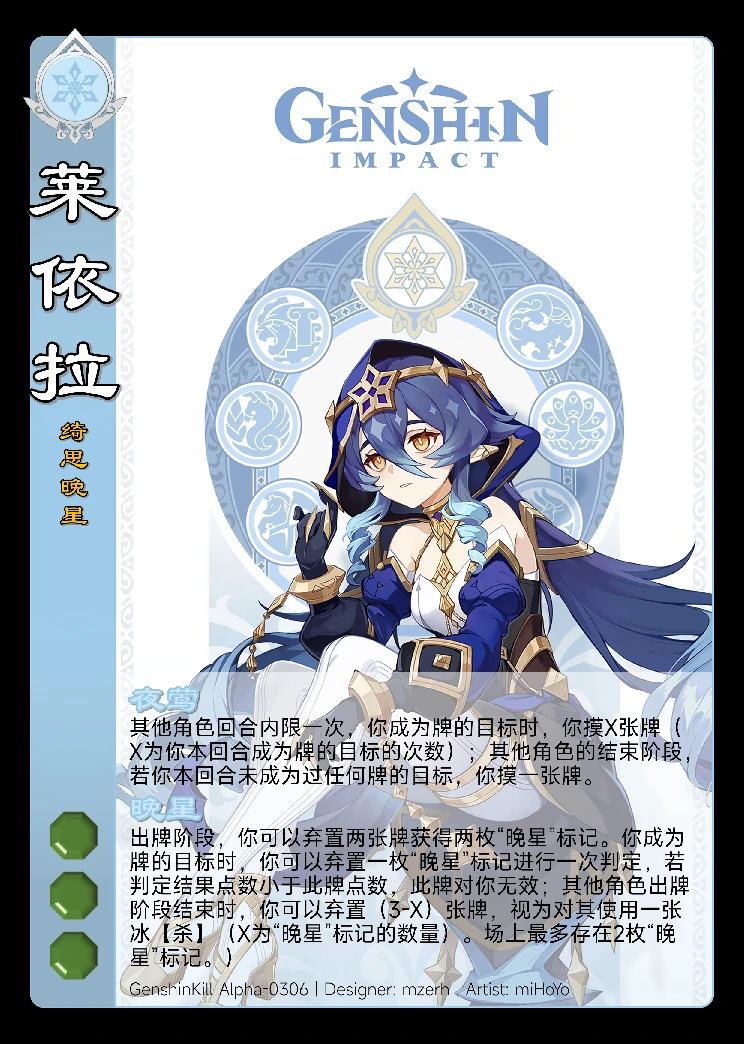 GENSHIN
IMPACT
莱依拉
绮思晚星
夜莺
其他角色回合内限一次，你成为牌的目标时，你摸X张牌（
X为你本回合成为牌的目标的次数）；其他角色的结束阶段，
若你本回合未成为过任何牌的目标，你摸一张牌。
晚星
出牌阶段，你可以弃置两张牌获得两枚“晚星”标记。你成为
牌的目标时，你可以弃置一枚“晚星”标记进行一次判定，若
判定结果点数小于此牌点数，此牌对你无效；其他角色出牌
阶段结束时，你可以弃置（3-X）张牌，视为对其使用一张
冰【杀】（X为“晚星”标记的数量）。场上最多存在2枚“晚
星”标记。）
GenshinKill Alpha-0306 | Designer: mzerh . Artist: miHoYo